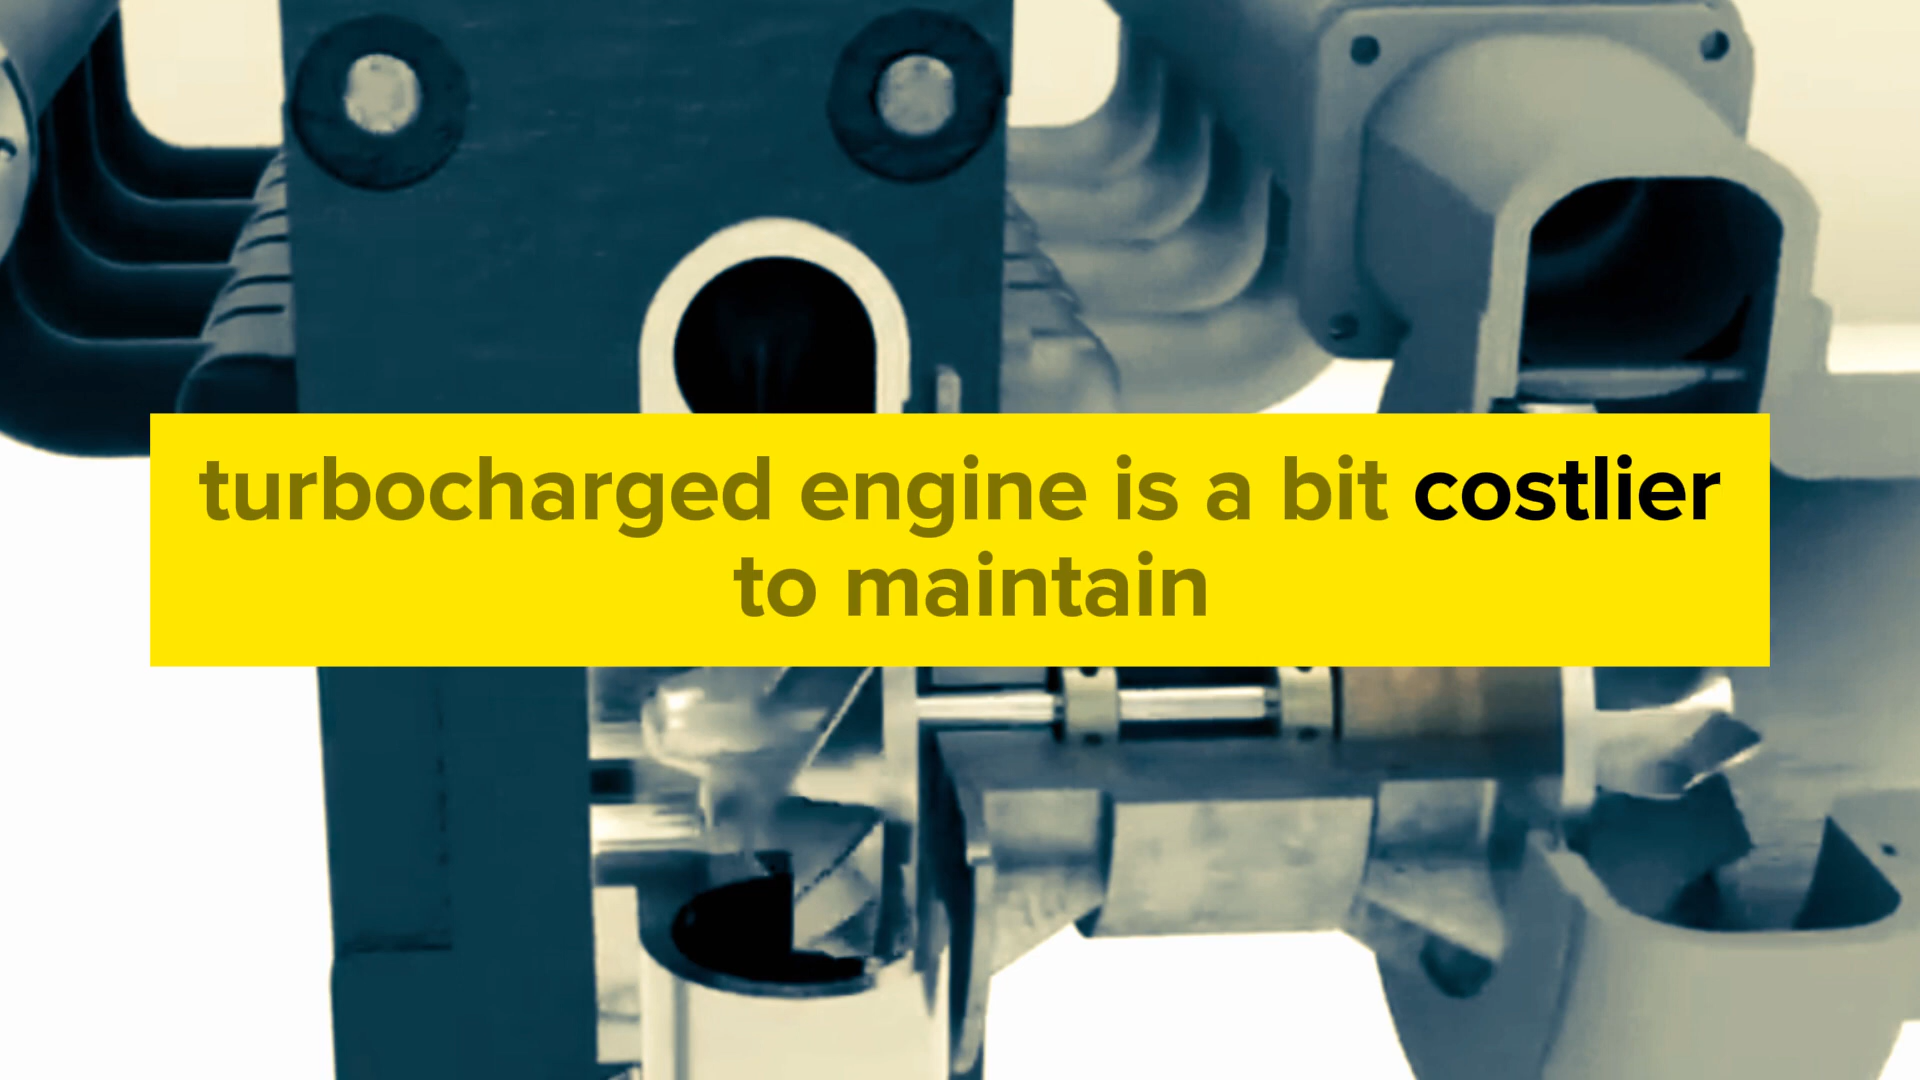 turbocharged engine is a bit costlier
to maintain